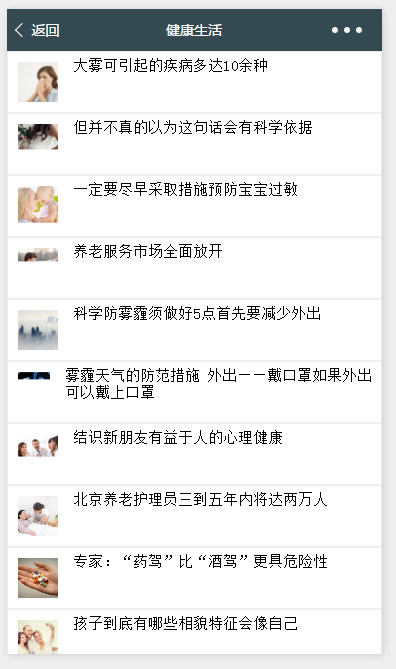 返回 健康生活
大雾可引起的疾病多达10余种
但并不真的以为这句话会有科学依据
一定要尽早采取措施预防宝宝过敏
养老服务市场全面放开
科学防雾霾须做好5点首先要减少外出
雾霾天气的防范措施 外出——戴口罩如果外出
可以戴上口罩
结识新朋友有益于人的心理健康
北京养老护理员三到五年内将达两万人
专家：“药驾”比“酒驾”更具危险性
孩子到底有哪些相貌特征会像自己